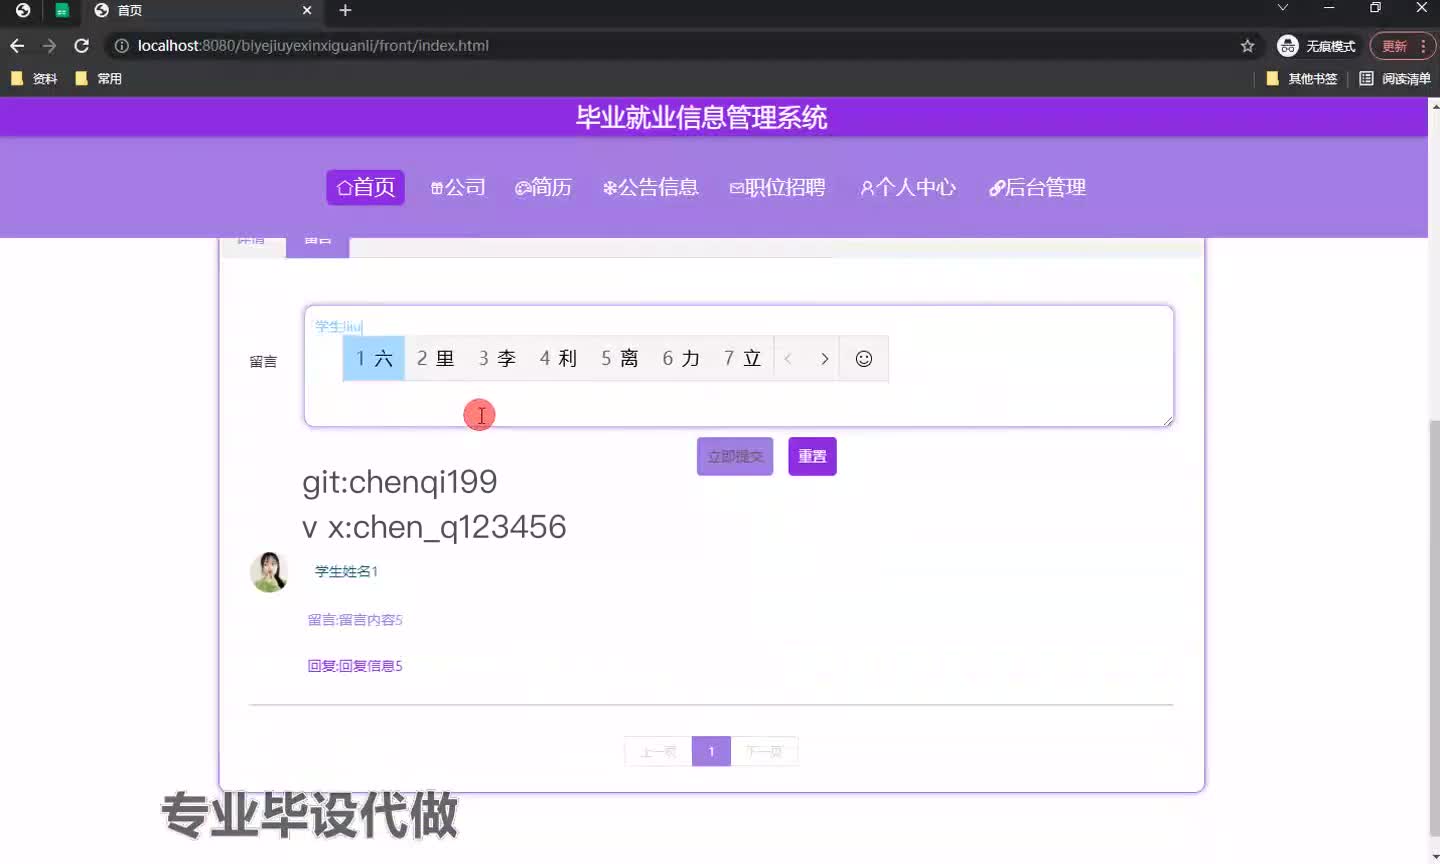 首页
localhost:8080/biyejiuyexinxiguanli/front/index.html
无痕模式
更新
资料
常用
其他书签
阅读清单
毕业就业信息管理系统
首页
公司
简历
公告信息
职位招聘
个人中心
后台管理
详情
留言
留言
学生liu
1 六 2 里 3 李 4 利 5 离 6 力 7 立
立即提交
重置
git:chenqi199
v x:chen_q123456
学生姓名1
留言:留言内容5
回复:回复信息5
上一页
1
下一页
专业毕设代做